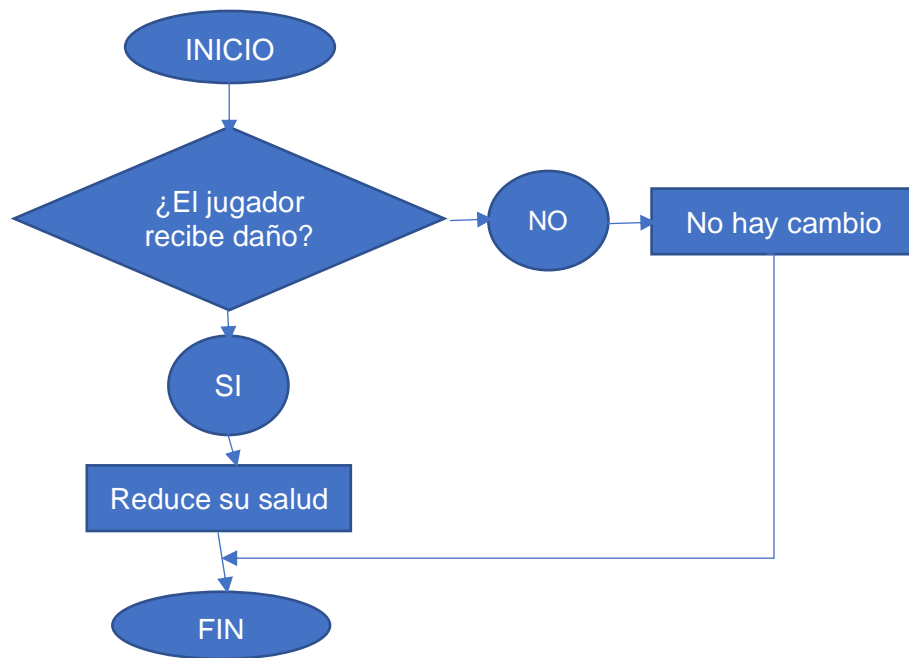 INICIO
¿El jugador
recibe daño?
NO
No hay cambio
SI
Reduce su salud
FIN